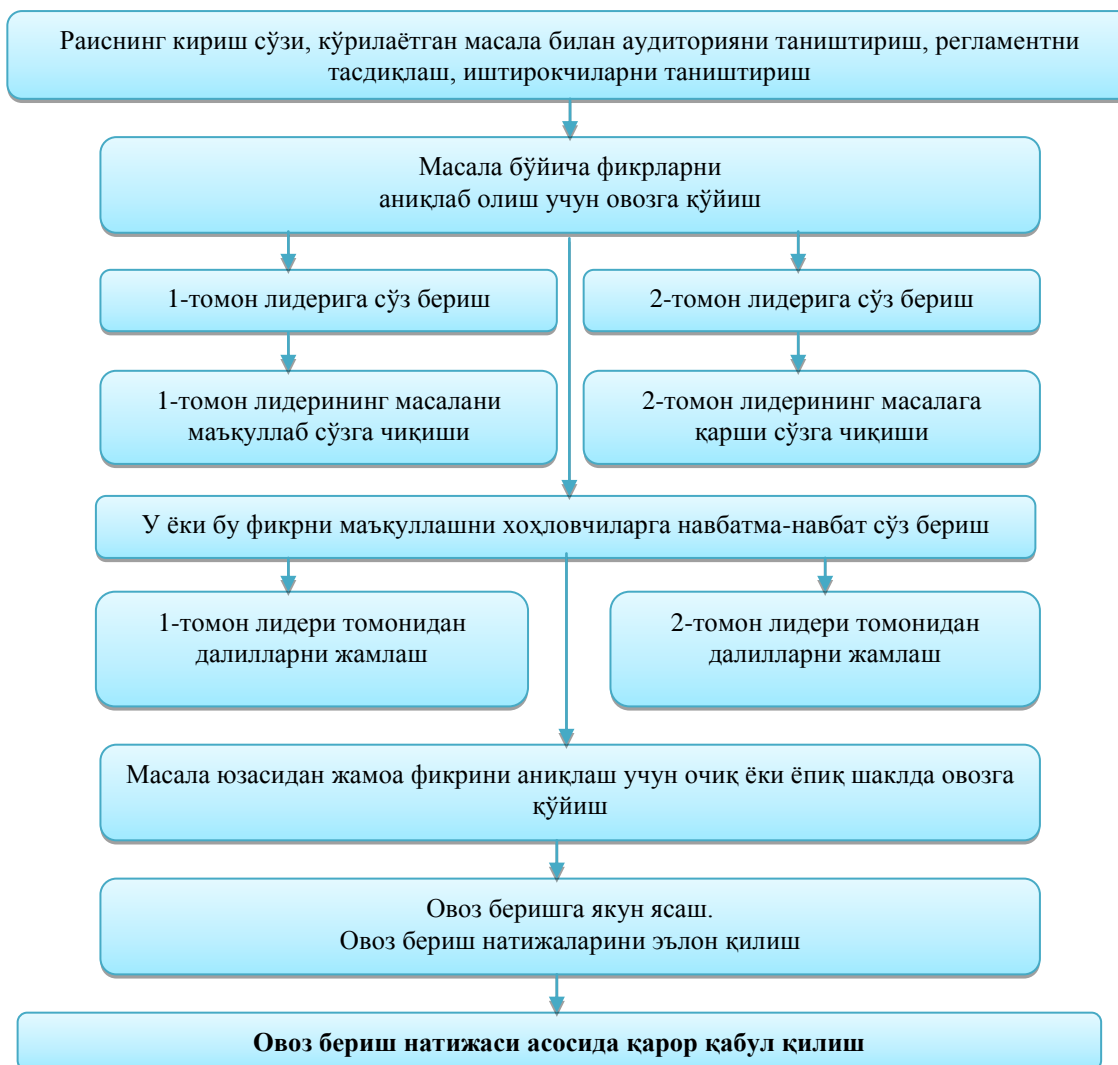 Раиснинг кириш сўзи, кўрилаётган масала билан аудиторияни таништириш, регламентни
тасдиқлаш, иштирокчиларни таништириш
Масала бўйича фикрларни
аниқлаб олиш учун овозга қўйиш
1-томон лидерига сўз бериш
2-томон лидерига сўз бериш
1-томон лидерининг масалани
маъқуллаб сўзга чиқиши
2-томон лидерининг масалага
қарши сўзга чиқиши
У ёки бу фикрни маъқуллашни хоҳловчиларга навбатма-навбат сўз бериш
1-томон лидери томонидан
далилларни жамлаш
2-томон лидери томонидан
далилларни жамлаш
Масала юзасидан жамоа фикрини аниқлаш учун очиқ ёки ёпиқ шаклда овозга
қўйиш
Овоз беришга якун ясаш.
Овоз бериш натижаларини эълон қилиш
Овоз бериш натижаси асосида қарор қабул қилиш